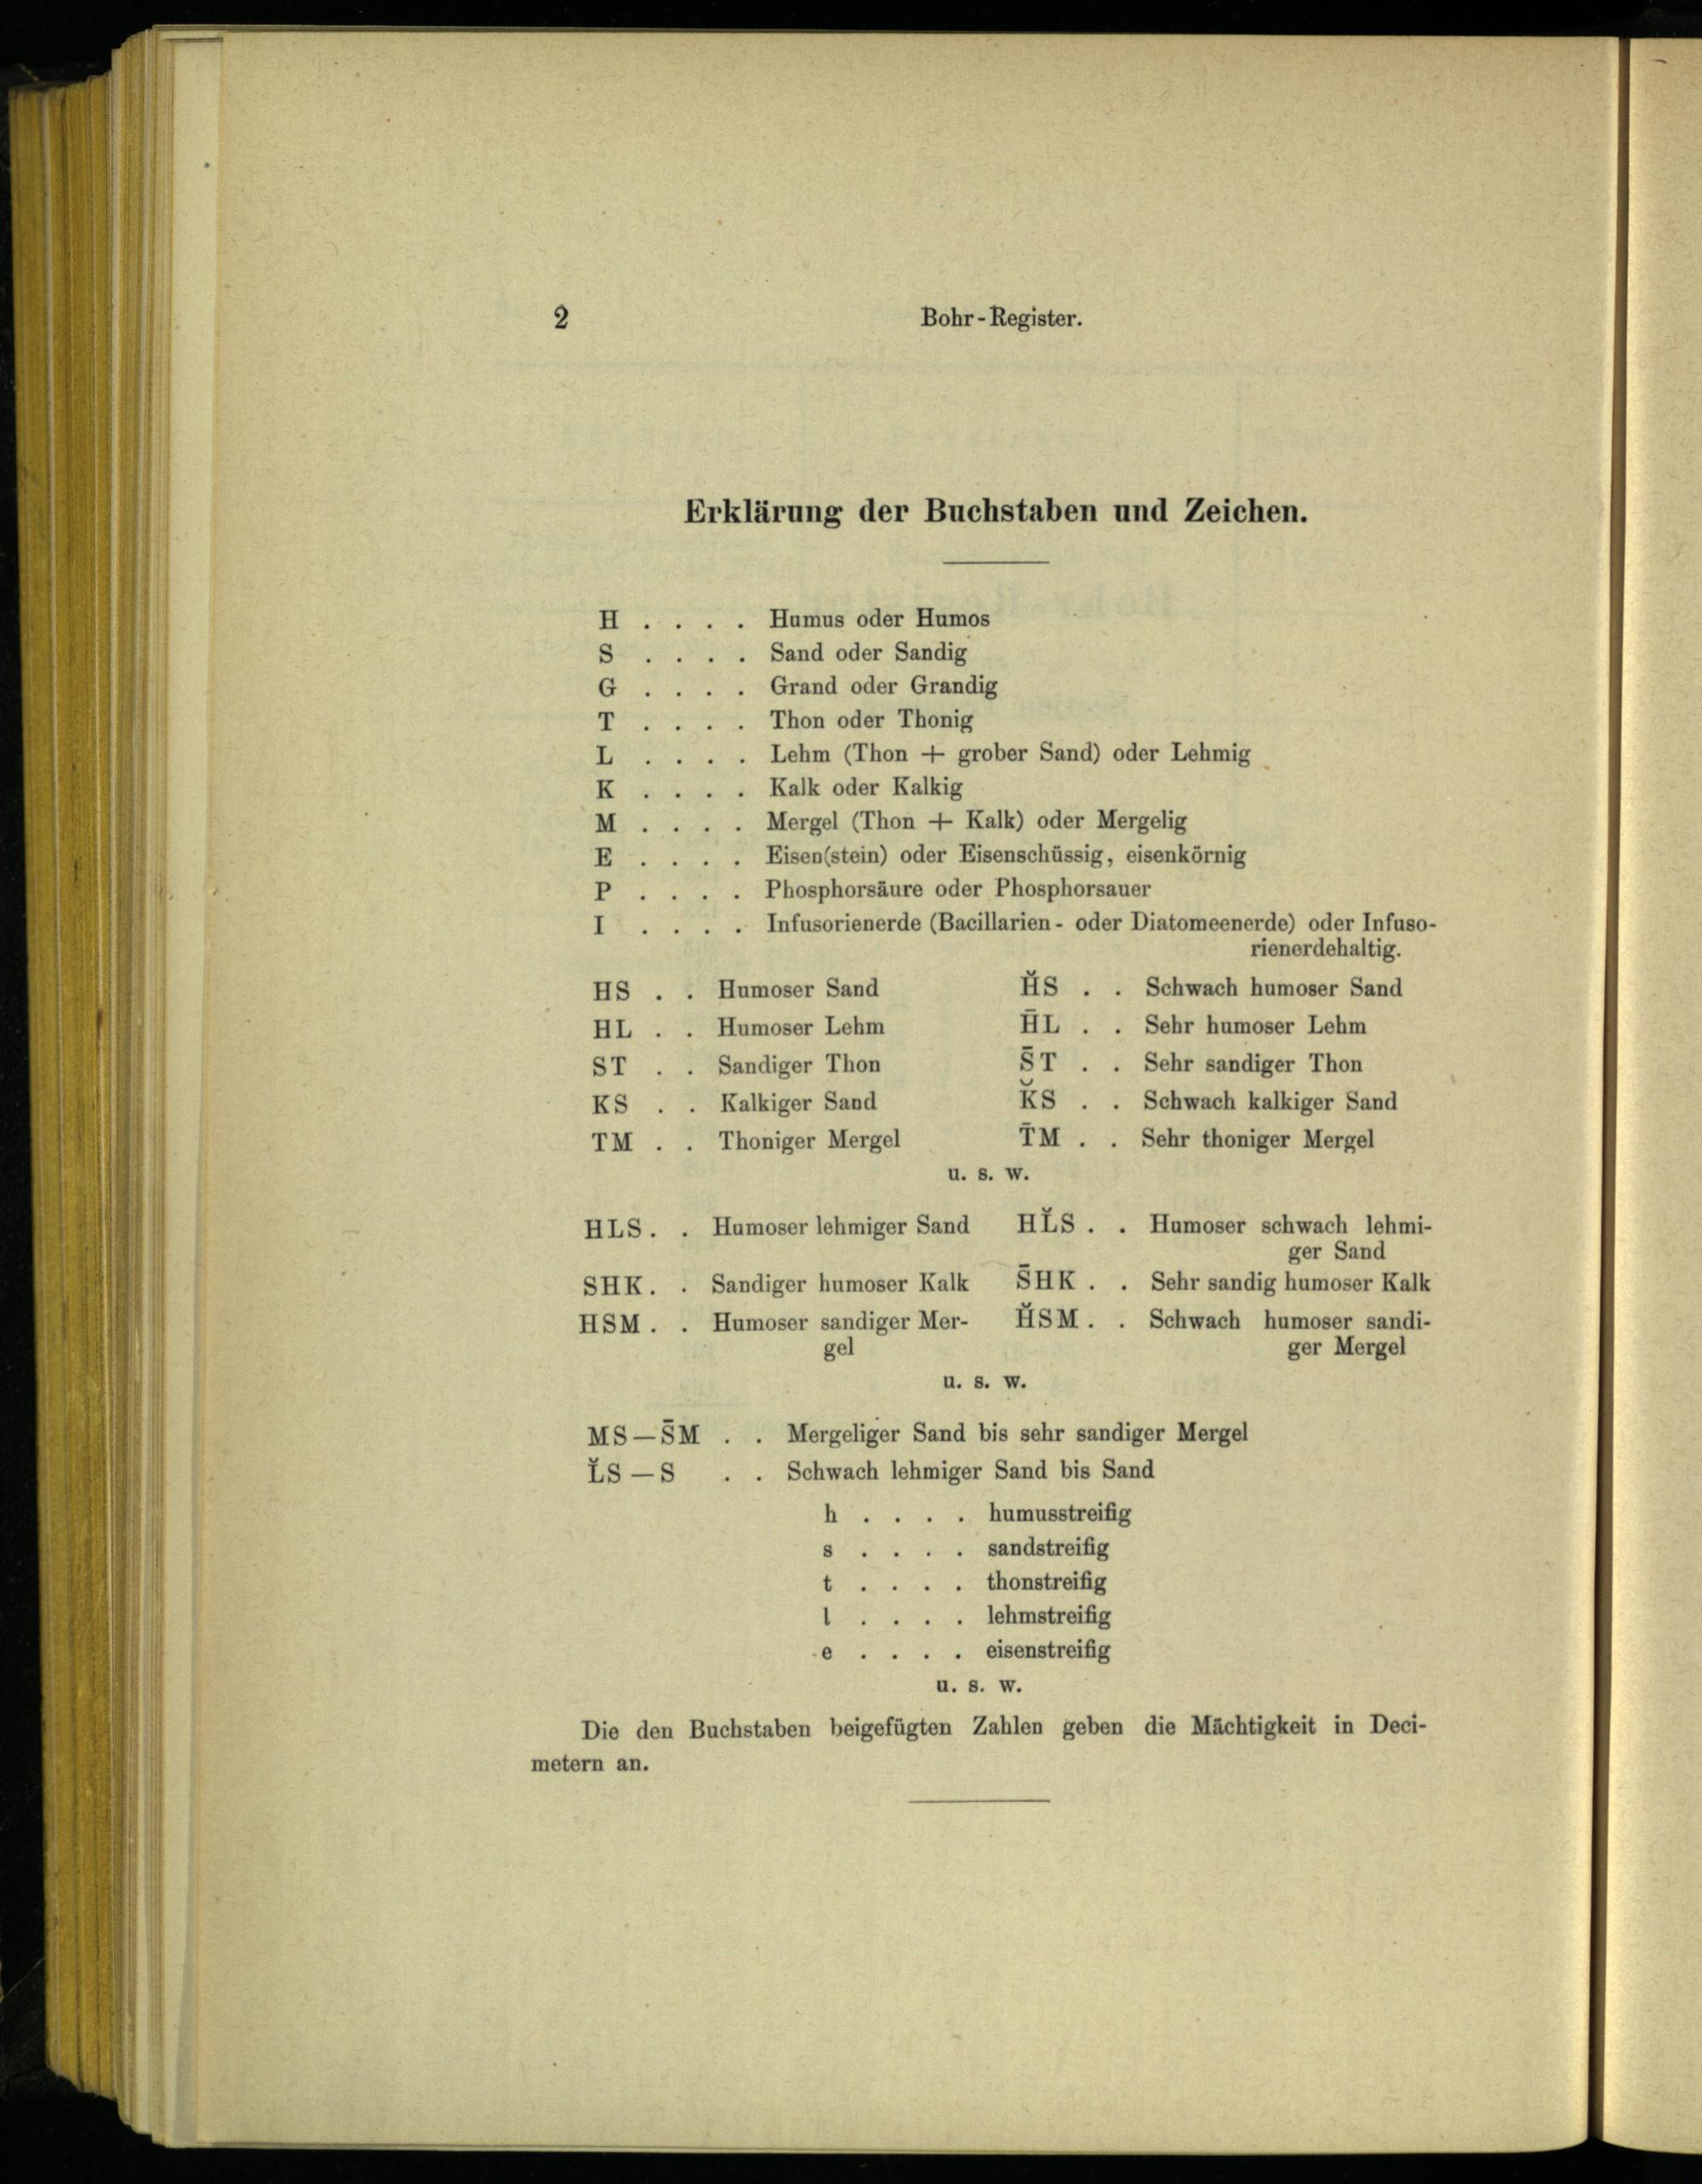 2 Bohr-Register.
Erklärung der Buchstaben und Zeichen.
H . . . . Humus oder Humos
S . . . . Sand oder Sandig
G . . . . Grand oder Grandig
T . . . . Thon oder Thonig
L . . . . Lehm (Thon + grober Sand) oder Lehmig
K . . . . Kalk oder Kalkig
M . . . . Mergel (Thon + Kalk) oder Mergelig
E . . . . Eisen(stein) oder Eisenschüssig, eisenkörnig
P . . . . Phosphorsäure oder Phosphorsauer
I . . . . Infusorienerde (Bacillarien- oder Diatomeenerde) oder Infuso-
rienerdehaltig.
HS . . Humoser Sand H̆S . . Schwach humoser Sand
HL . . Humoser Lehm H̄L . . Sehr humoser Lehm
ST . . Sandiger Thon S̄T . . Sehr sandiger Thon
KS . . Kalkiger Sand K̆S . . Schwach kalkiger Sand
TM . . Thoniger Mergel T̄M . . Sehr thoniger Mergel
u. s. w.
HLS . . Humoser lehmiger Sand HL̆S . . Humoser schwach lehmi-
ger Sand
SHK . . Sandiger humoser Kalk S̄HK . . Sehr sandig humoser Kalk
HSM . . Humoser sandiger Mer- H̆SM . . Schwach humoser sandi-
gel ger Mergel
u. s. w.
MS—S̄M . . Mergeliger Sand bis sehr sandiger Mergel
L̆S—S . . Schwach lehmiger Sand bis Sand
h . . . . humusstreifig
s . . . . sandstreifig
t . . . . thonstreifig
l . . . . lehmstreifig
e . . . . eisenstreifig
u. s. w.
Die den Buchstaben beigefügten Zahlen geben die Mächtigkeit in Deci-
metern an.